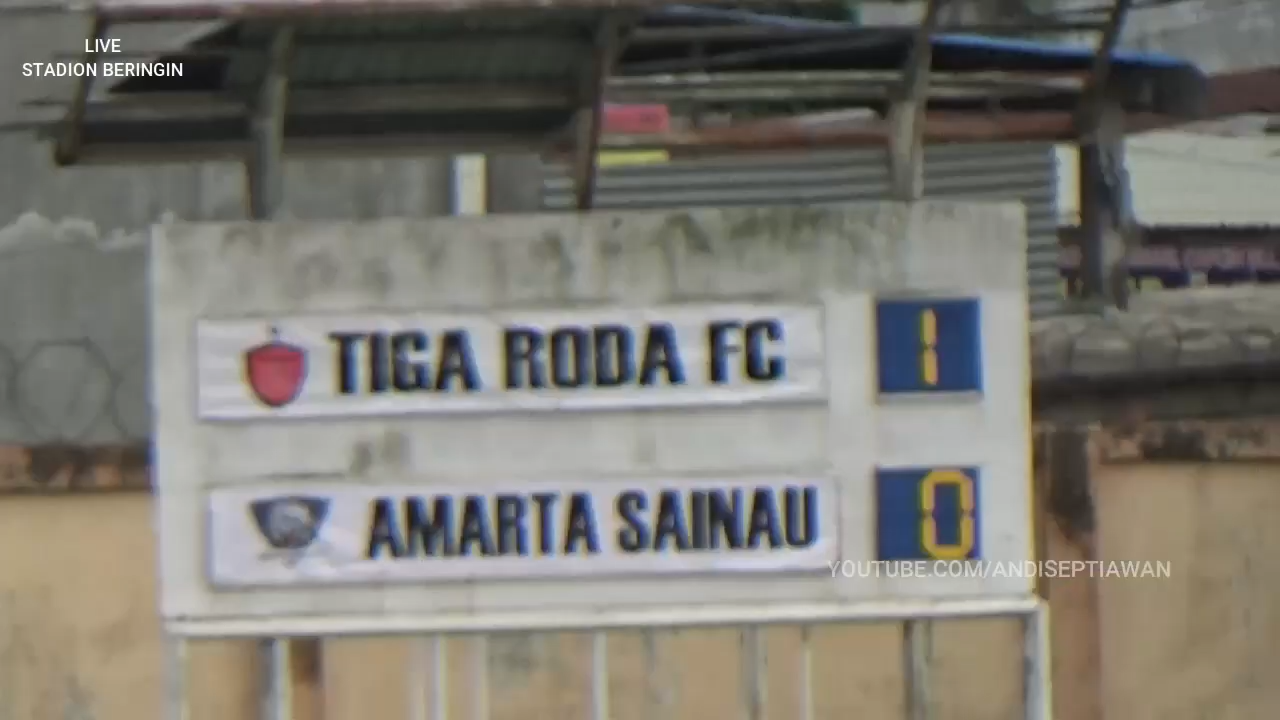 LIVE
STADION BERINGIN
TIGA RODA FC 1
AMARTA SAINAU 0
YOUTUBE.COM/ANDISEPTIAWAN